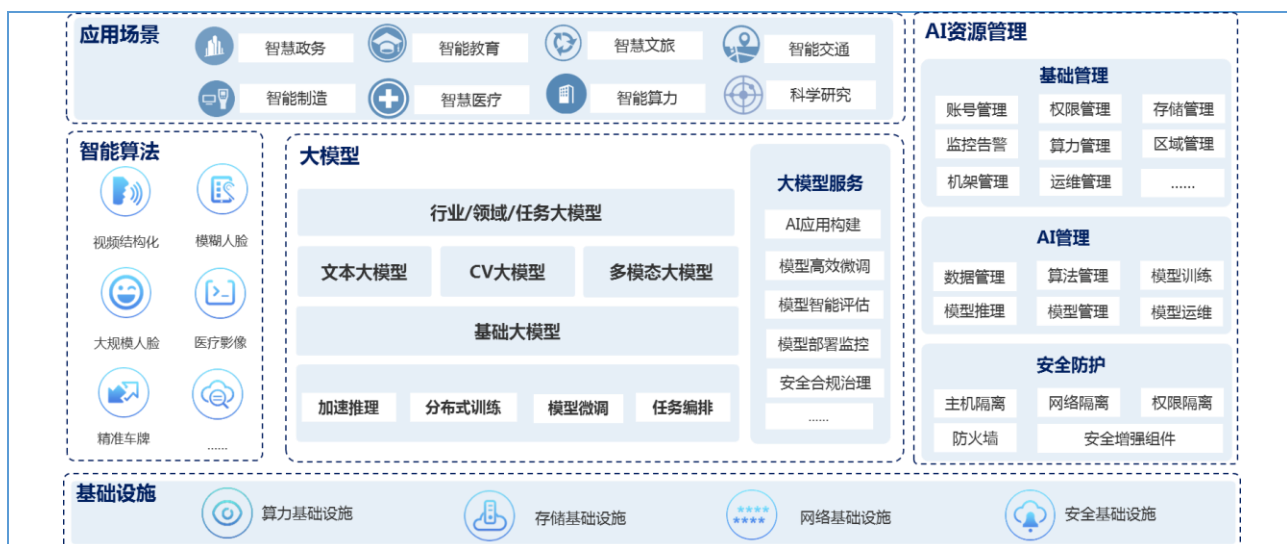 应用场景
智慧政务
智能教育
智慧文旅
智能交通
智能制造
智慧医疗
智能算力
科学研究
智能算法
视频结构化
模糊人脸
大规模人脸
医疗影像
精准车牌
......
大模型
行业/领域/任务大模型
文本大模型
CV大模型
多模态大模型
基础大模型
加速推理
分布式训练
模型微调
任务编排
大模型服务
AI应用构建
模型高效微调
模型智能评估
模型部署监控
安全合规治理
......
AI资源管理
基础管理
账号管理
权限管理
存储管理
监控告警
算力管理
区域管理
机架管理
运维管理
......
AI管理
数据管理
算法管理
模型训练
模型推理
模型管理
模型运维
安全防护
主机隔离
网络隔离
权限隔离
防火墙
安全增强组件
基础设施
算力基础设施
存储基础设施
网络基础设施
安全基础设施